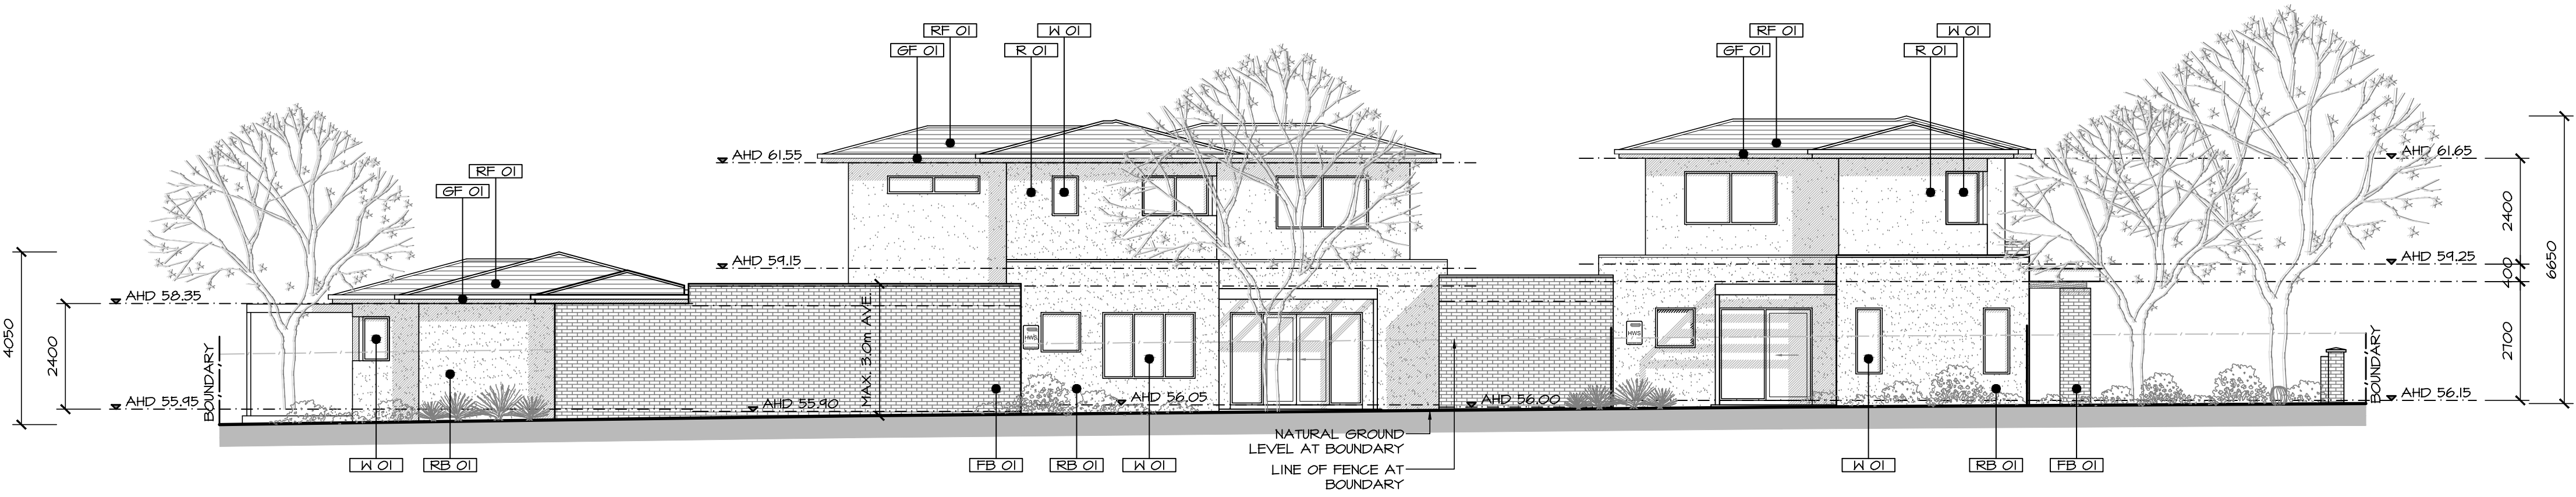 RF 01
W 01
GF 01
R 01
RF 01
W 01
GF 01
R 01
AHD 61.55
AHD 61.65
RF 01
GF 01
2400
6650
AHD 59.15
AHD 59.25
400
AHD 58.35
4050
2400
MAX. 3.0m AVE.
HWS
HWS
2700
BOUNDARY
BOUNDARY
AHD 55.95
AHD 55.90
AHD 56.05
AHD 56.00
AHD 56.15
NATURAL GROUND
LEVEL AT BOUNDARY
LINE OF FENCE AT
BOUNDARY
W 01
RB 01
FB 01
RB 01
W 01
W 01
RB 01
FB 01